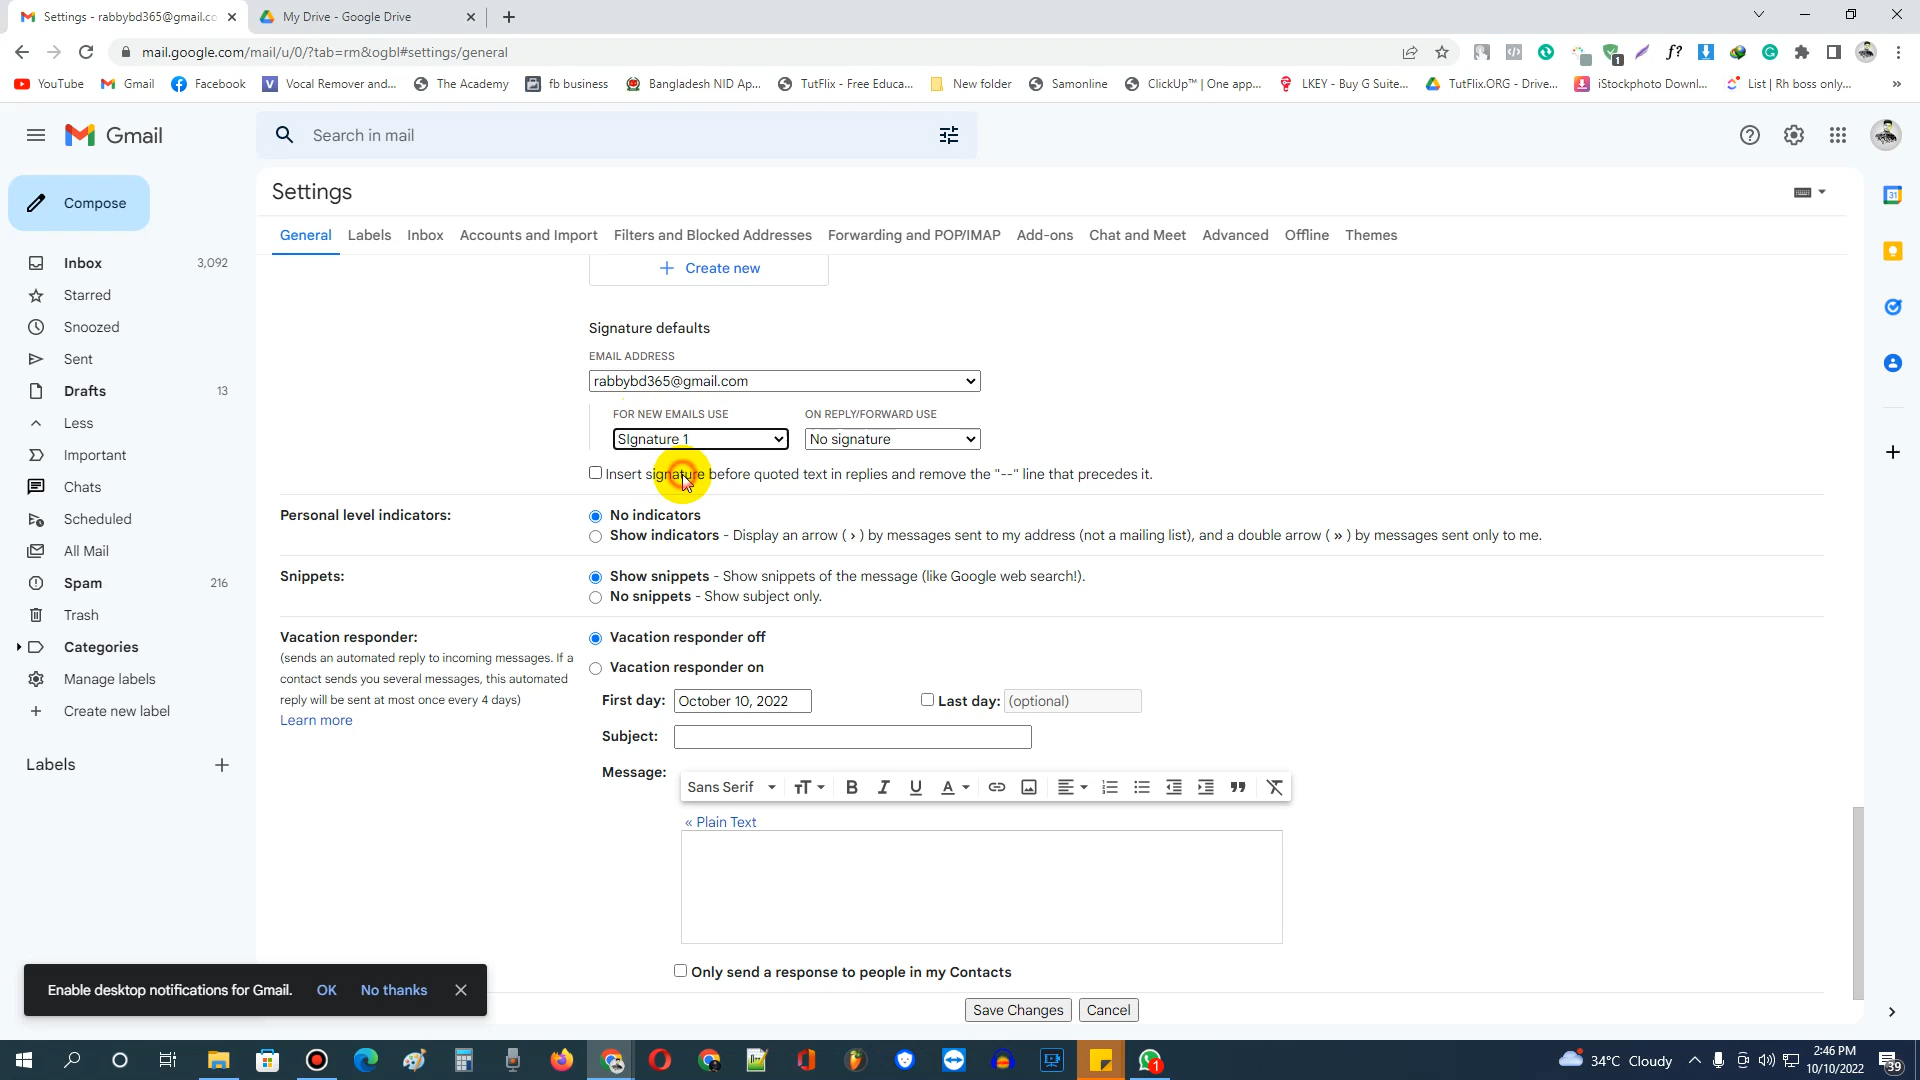 Settings - rabbybd365@gmail.co
My Drive - Google Drive
mail.google.com/mail/u/0/?tab=rm&ogbl#settings/general
YouTube Gmail Facebook Vocal Remover and... The Academy fb business Bangladesh NID Ap... TutFlix - Free Educa... New folder Samonline ClickUp™ | One app... LKEY - Buy G Suite... TutFlix.ORG - Drive... iStockphoto Downl... List | Rh boss only... »
Gmail
Search in mail
Compose
Settings
General Labels Inbox Accounts and Import Filters and Blocked Addresses Forwarding and POP/IMAP Add-ons Chat and Meet Advanced Offline Themes
Inbox 3,092
Starred
Snoozed
Sent
Drafts 13
Less
Important
Chats
Scheduled
All Mail
Spam 216
Trash
Categories
Manage labels
Create new label
Labels
Create new
Signature defaults
EMAIL ADDRESS
rabbybd365@gmail.com
FOR NEW EMAILS USE ON REPLY/FORWARD USE
SIgnature 1 No signature
Insert signature before quoted text in replies and remove the "--" line that precedes it.
Personal level indicators: No indicators
Show indicators - Display an arrow ( › ) by messages sent to my address (not a mailing list), and a double arrow ( » ) by messages sent only to me.
Snippets: Show snippets - Show snippets of the message (like Google web search!).
No snippets - Show subject only.
Vacation responder: Vacation responder off
(sends an automated reply to incoming messages. If a
contact sends you several messages, this automated
reply will be sent at most once every 4 days)
Learn more
Vacation responder on
First day: October 10, 2022 Last day: (optional)
Subject:
Message:
Sans Serif
« Plain Text
Only send a response to people in my Contacts
Save Changes Cancel
Enable desktop notifications for Gmail. OK No thanks
34°C Cloudy
2:46 PM
10/10/2022
39